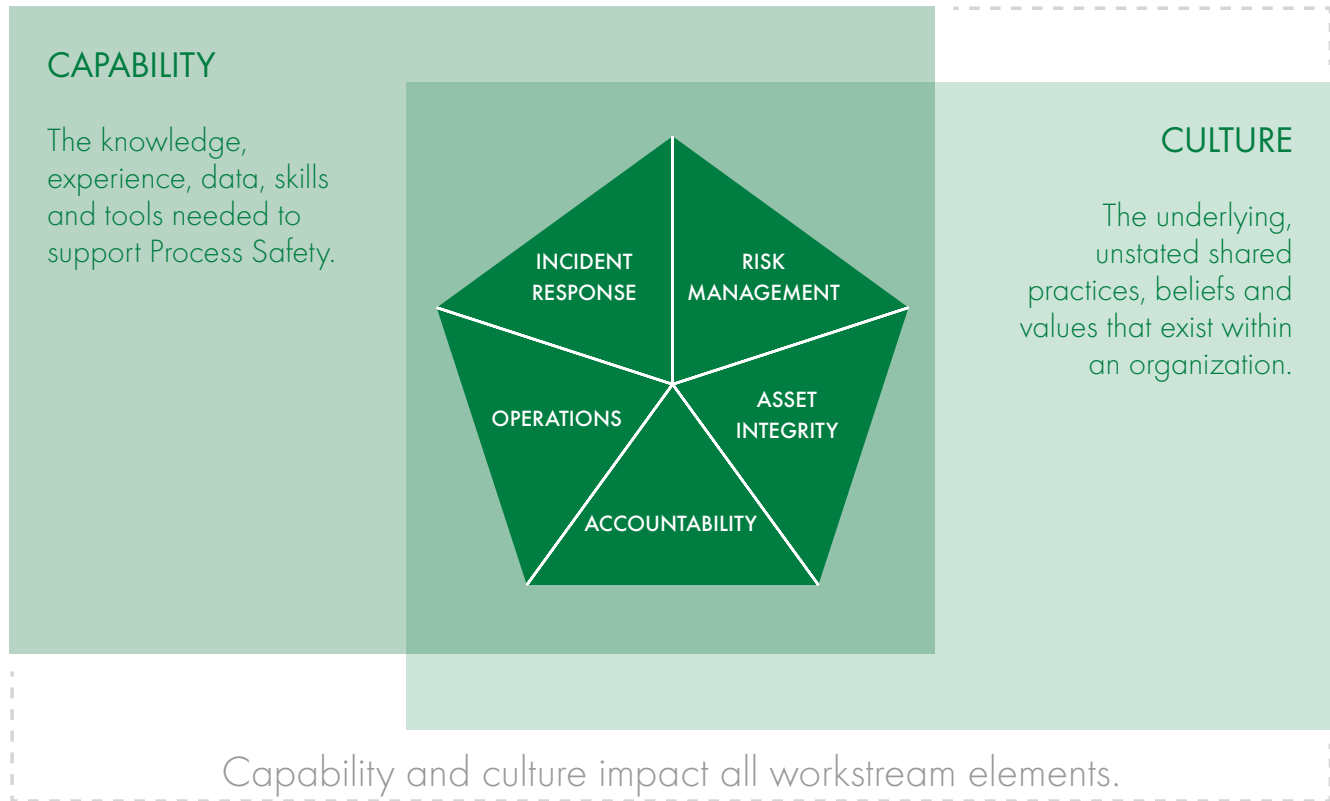 CAPABILITY
The knowledge,
experience, data, skills
and tools needed to
support Process Safety.
CULTURE
The underlying,
unstated shared
practices, beliefs and
values that exist within
an organization.
INCIDENT
RESPONSE
RISK
MANAGEMENT
OPERATIONS
ASSET
INTEGRITY
ACCOUNTABILITY
Capability and culture impact all workstream elements.